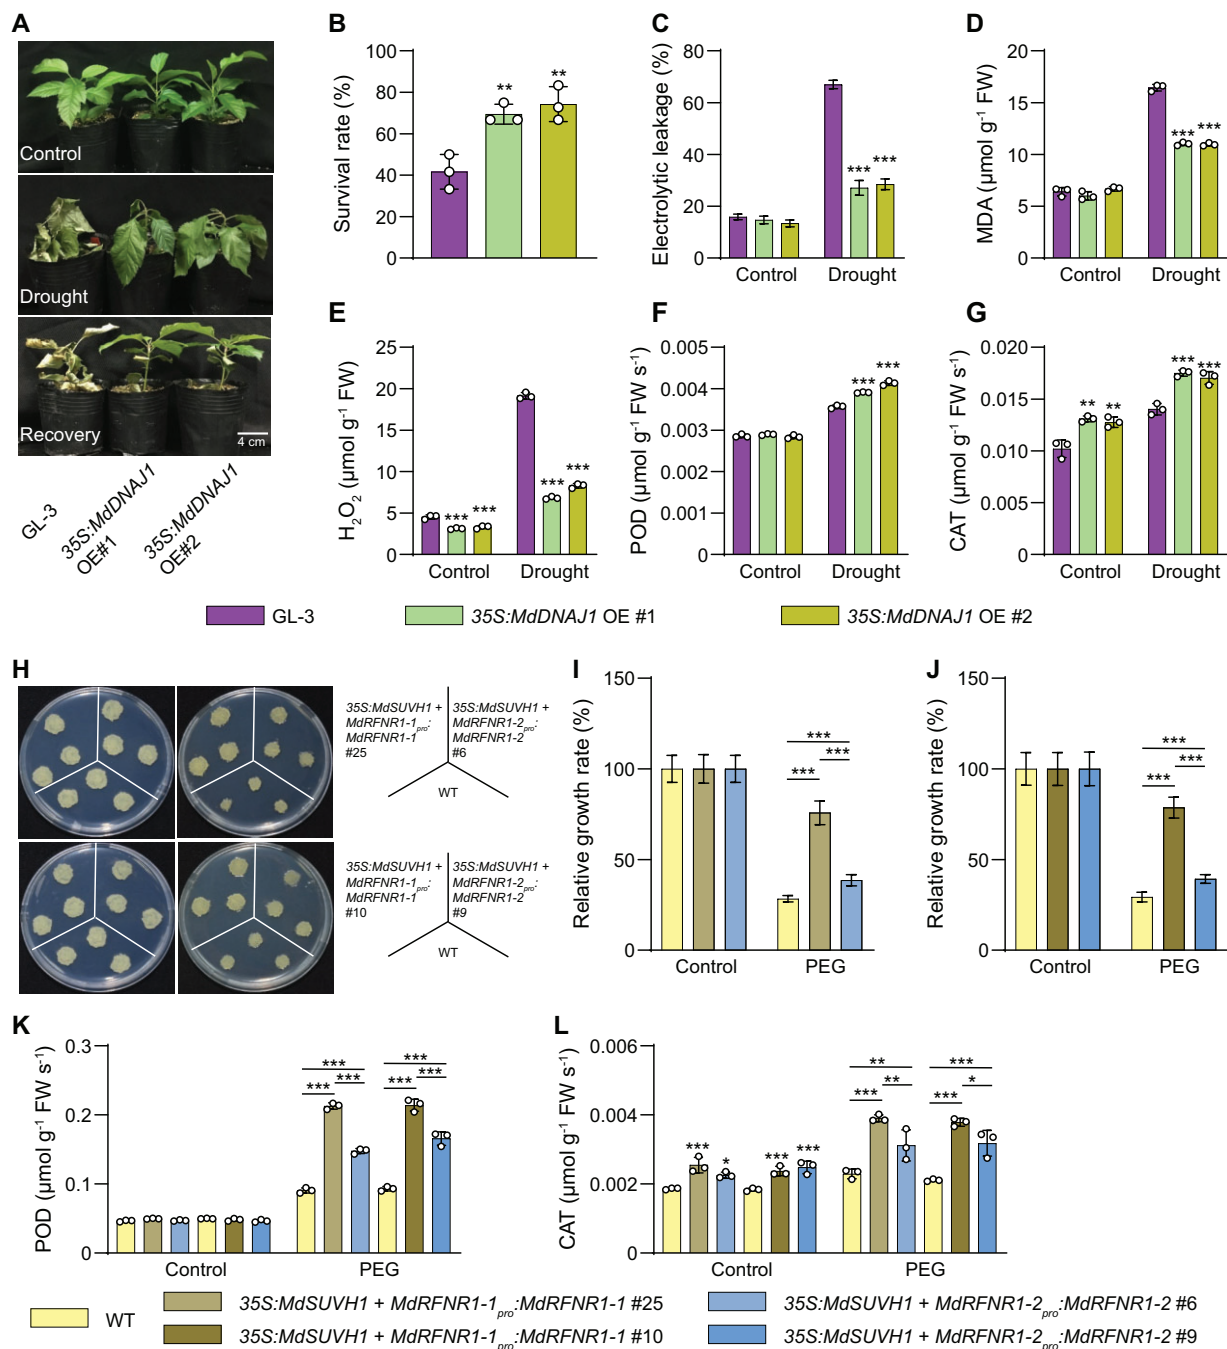 A
Control
Drought
Recovery
4 cm
GL-3
35S:MdDNAJ1
OE#1
35S:MdDNAJ1
OE#2
B
Survival rate (%)
100
80
60
40
20
0
**
**
C
Electrolytic leakage (%)
80
60
40
20
0
***
***
Control
Drought
D
MDA (µmol g⁻¹ FW)
20
15
10
5
0
***
***
Control
Drought
E
H₂O₂ (µmol g⁻¹ FW)
25
20
15
10
5
0
***
***
***
***
Control
Drought
F
POD (µmol g⁻¹ FW s⁻¹)
0.005
0.004
0.003
0.002
0.001
0
***
***
Control
Drought
G
CAT (µmol g⁻¹ FW s⁻¹)
0.020
0.015
0.010
0.005
0
**
**
***
***
Control
Drought
GL-3
35S:MdDNAJ1 OE #1
35S:MdDNAJ1 OE #2
H
35S:MdSUVH1 +
MdRFNR1-1pro:
MdRFNR1-1
#25
35S:MdSUVH1 +
MdRFNR1-2pro:
MdRFNR1-2
#6
WT
35S:MdSUVH1 +
MdRFNR1-1pro:
MdRFNR1-1
#10
35S:MdSUVH1 +
MdRFNR1-2pro:
MdRFNR1-2
#9
WT
I
Relative growth rate (%)
150
100
50
0
***
***
***
Control
PEG
J
Relative growth rate (%)
150
100
50
0
***
***
***
Control
PEG
K
POD (µmol g⁻¹ FW s⁻¹)
0.3
0.2
0.1
0
***
***
***
***
***
***
Control
PEG
L
CAT (µmol g⁻¹ FW s⁻¹)
0.006
0.004
0.002
0
***
*
***
***
**
***
**
***
***
*
Control
PEG
WT
35S:MdSUVH1 + MdRFNR1-1pro:MdRFNR1-1 #25
35S:MdSUVH1 + MdRFNR1-1pro:MdRFNR1-1 #10
35S:MdSUVH1 + MdRFNR1-2pro:MdRFNR1-2 #6
35S:MdSUVH1 + MdRFNR1-2pro:MdRFNR1-2 #9